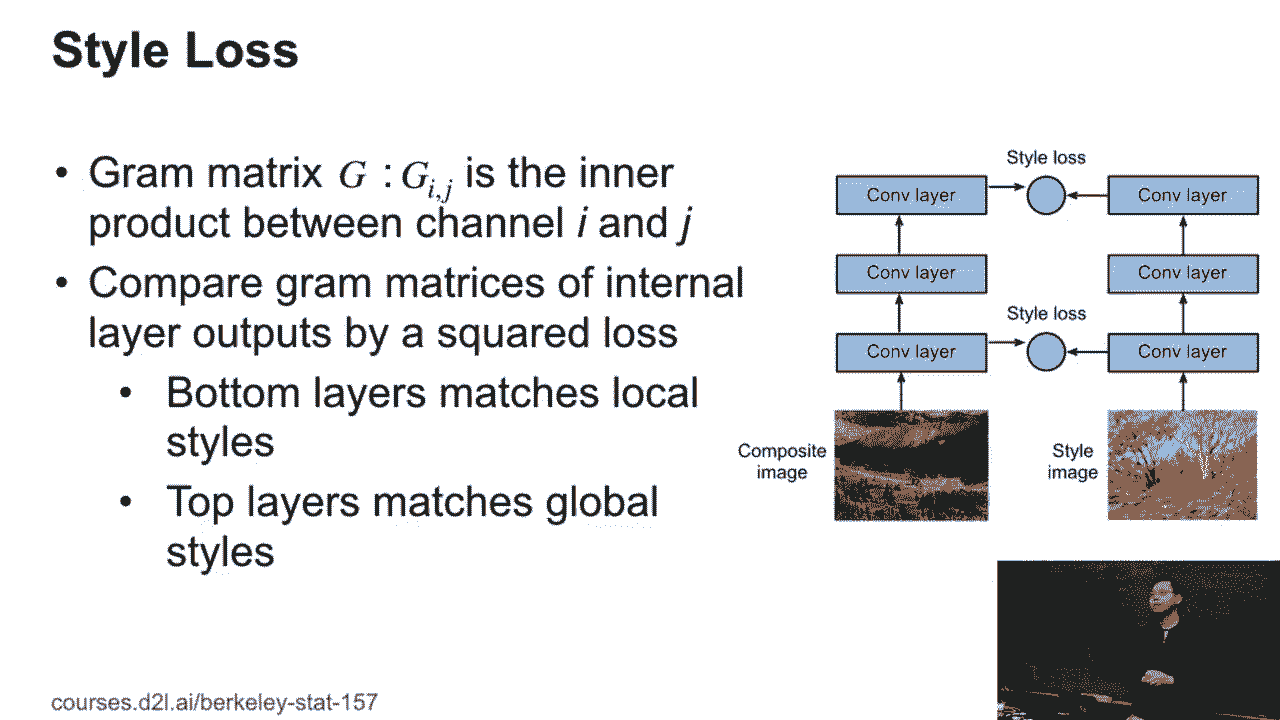 Style Loss
• Gram matrix G : G_{i,j} is the inner
product between channel i and j
• Compare gram matrices of internal
layer outputs by a squared loss
• Bottom layers matches local
styles
• Top layers matches global
styles
Style loss
Conv layer
Conv layer
Conv layer
Conv layer
Style loss
Conv layer
Conv layer
Composite
image
Style
image
courses.d2l.ai/berkeley-stat-157